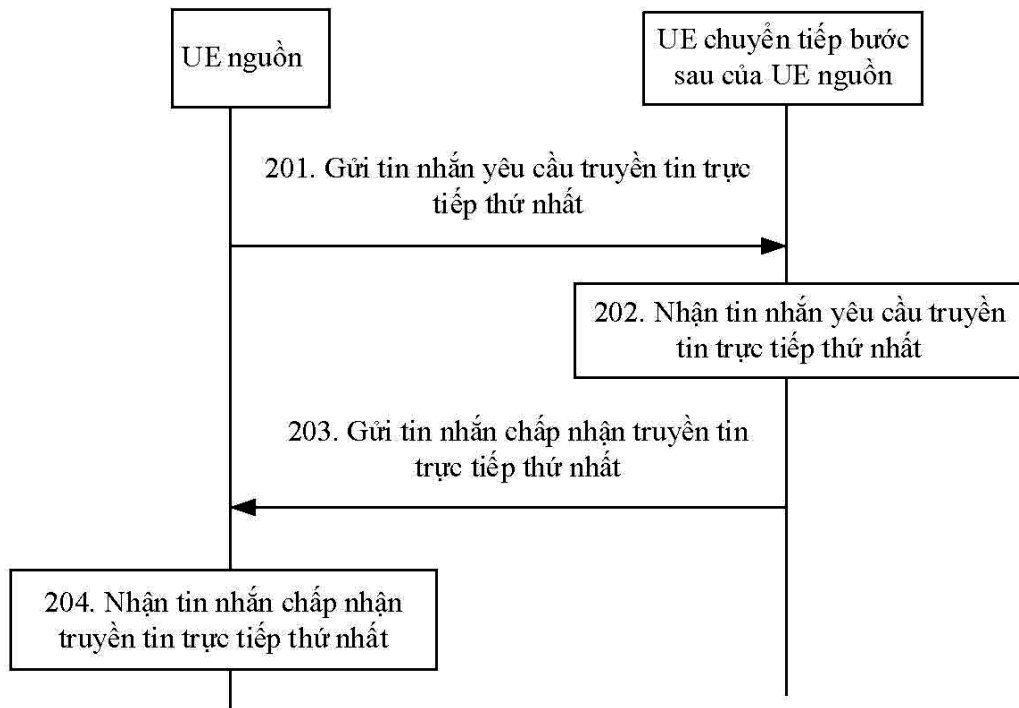 UE nguồn
UE chuyển tiếp bước
sau của UE nguồn
201. Gửi tin nhắn yêu cầu truyền tin trực
tiếp thứ nhất
202. Nhận tin nhắn yêu cầu truyền
tin trực tiếp thứ nhất
203. Gửi tin nhắn chấp nhận truyền tin
trực tiếp thứ nhất
204. Nhận tin nhắn chấp nhận
truyền tin trực tiếp thứ nhất